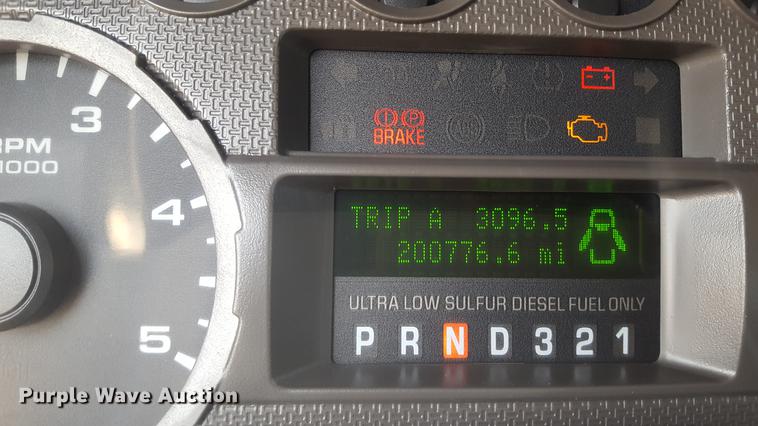 3
RPM
1000
4
5
BRAKE
TRIP A 3096.5
200776.6 mi
ULTRA LOW SULFUR DIESEL FUEL ONLY
P R N D 3 2 1
Purple Wave Auction